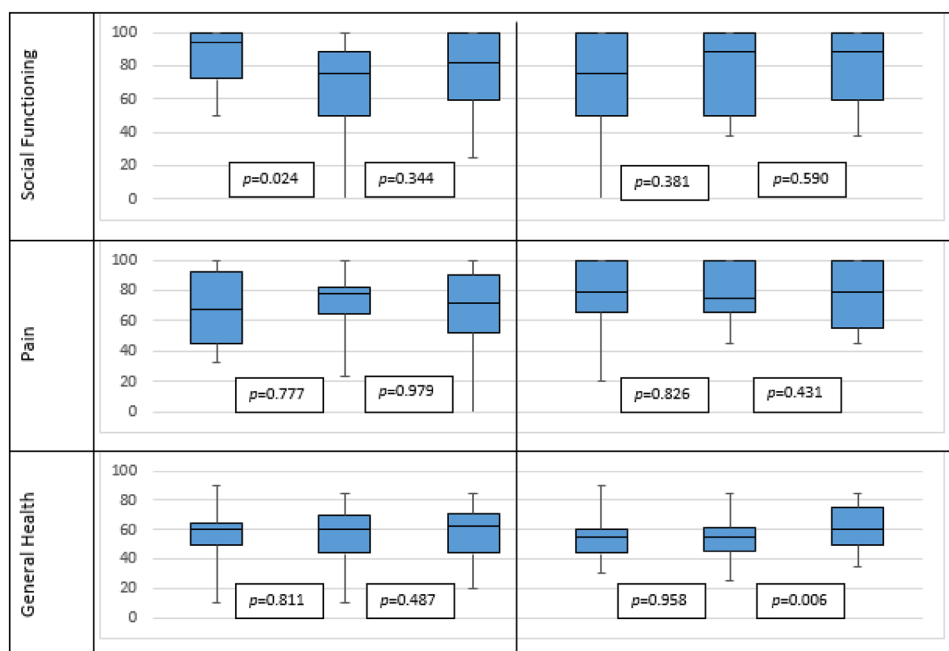 Social Functioning
100
80
60
40
20
0
p=0.024
p=0.344
p=0.381
p=0.590
Pain
100
80
60
40
20
0
p=0.777
p=0.979
p=0.826
p=0.431
General Health
100
80
60
40
20
0
p=0.811
p=0.487
p=0.958
p=0.006